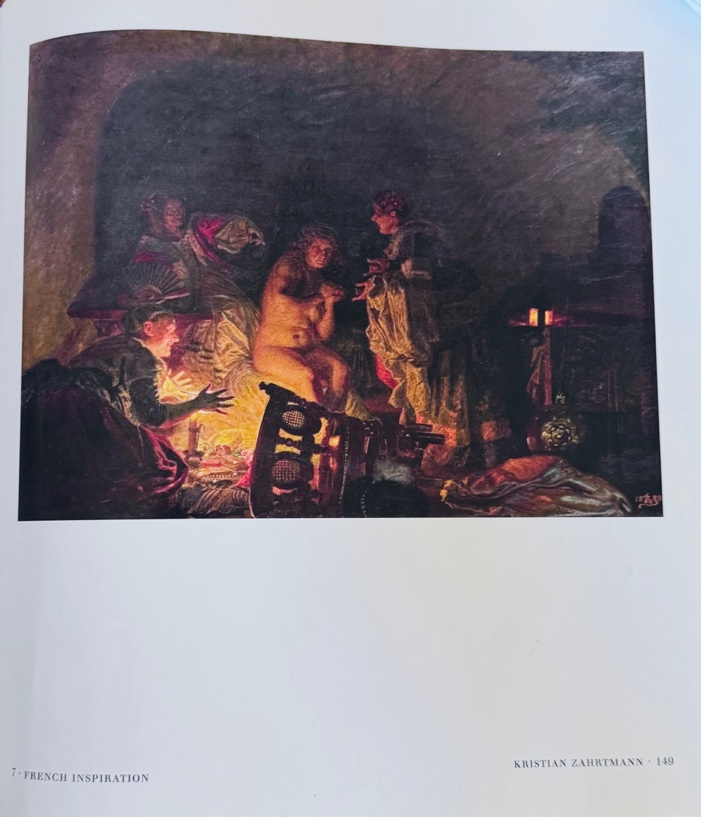 7 · FRENCH INSPIRATION
KRISTIAN ZAHRTMANN · 149